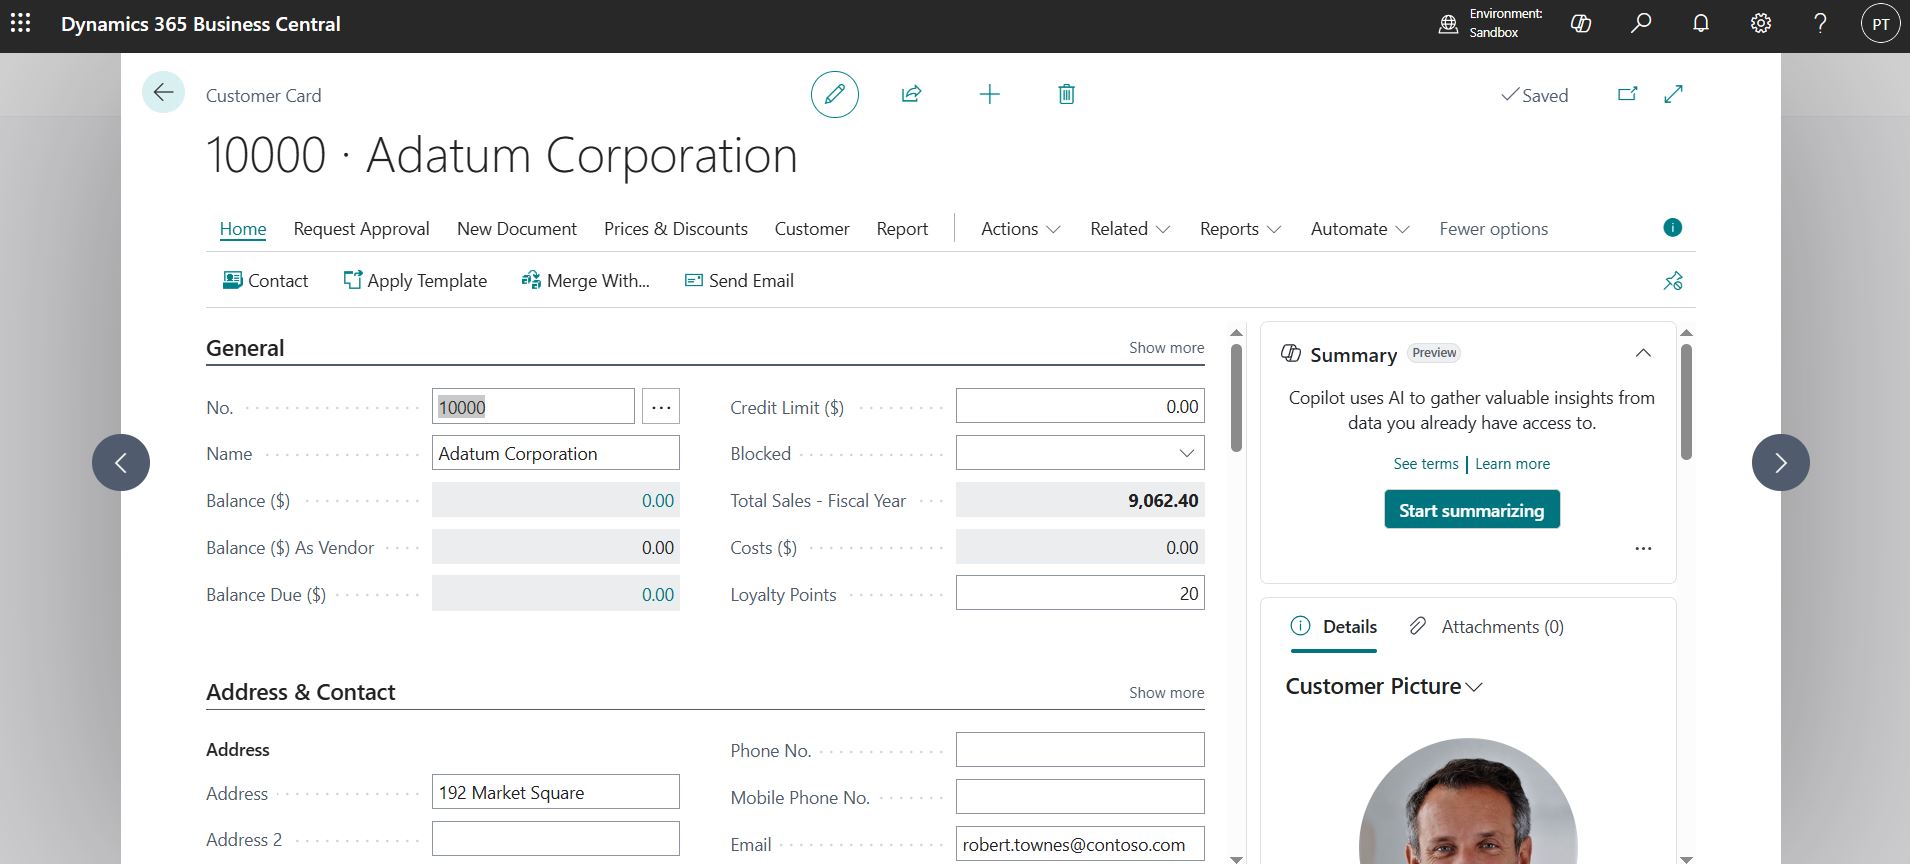 Dynamics 365 Business Central
Environment:
Sandbox
?
PT
Customer Card
Saved
10000 · Adatum Corporation
Home Request Approval New Document Prices & Discounts Customer Report Actions Related Reports Automate Fewer options
Contact Apply Template Merge With... Send Email
General Show more
No. 10000 ...
Name Adatum Corporation
Balance ($) 0.00
Balance ($) As Vendor 0.00
Balance Due ($) 0.00
Credit Limit ($) 0.00
Blocked
Total Sales - Fiscal Year 9,062.40
Costs ($) 0.00
Loyalty Points 20
Address & Contact Show more
Address
Address 192 Market Square
Address 2
Phone No.
Mobile Phone No.
Email robert.townes@contoso.com
Summary Preview
Copilot uses AI to gather valuable insights from
data you already have access to.
See terms | Learn more
Start summarizing
...
Details Attachments (0)
Customer Picture